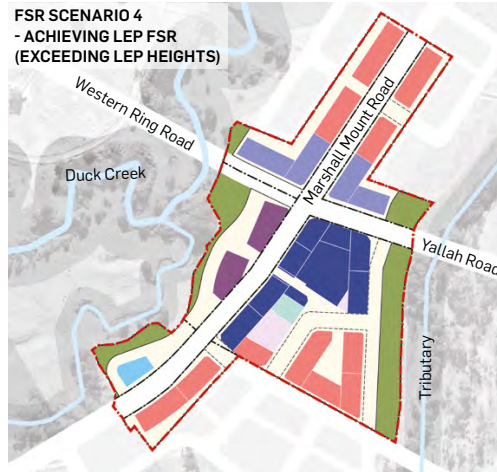 FSR SCENARIO 4
- ACHIEVING LEP FSR
(EXCEEDING LEP HEIGHTS)
Western Ring Road
Marshall Mount Road
Duck Creek
Yallah Road
Tributary